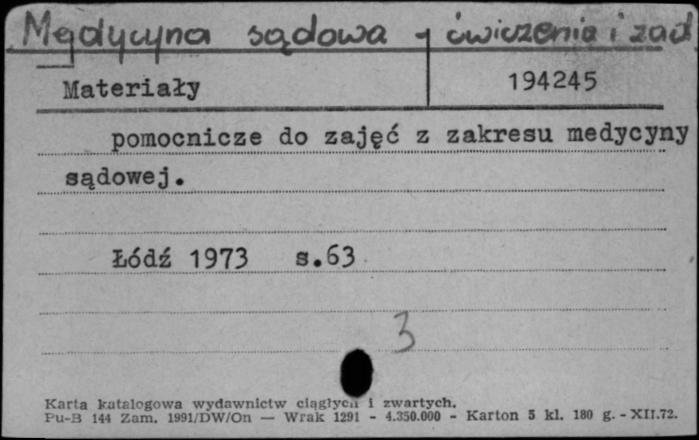 Medycyna sądowa - ćwiczenia i zad
Materiały 194245
pomocnicze do zajęć z zakresu medycyny
sądowej.
Łódź 1973 s.63
3
Karta katalogowa wydawnictw ciągłych i zwartych.
Pu-B 144 Zam. 1991/DW/On — Wrak 1291 - 4.350.000 - Karton 5 kl. 180 g. - XII.72.